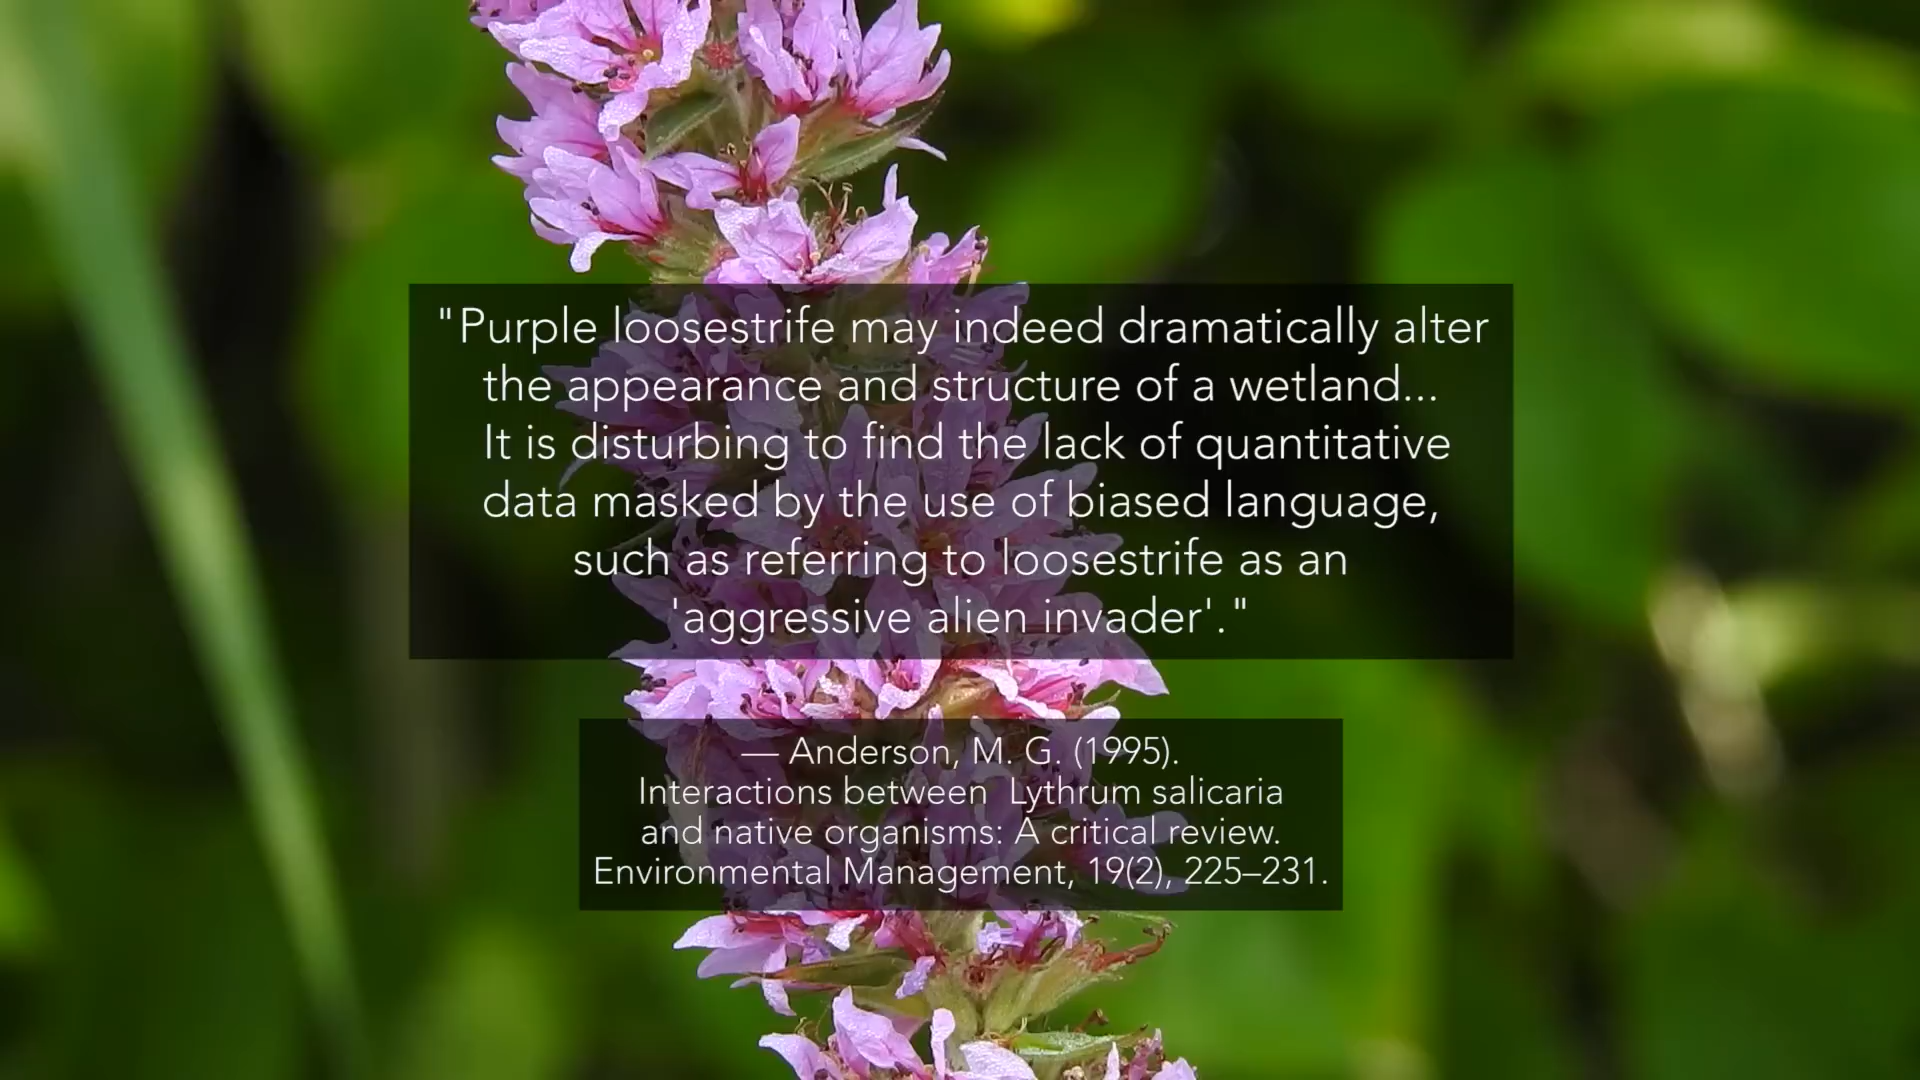 "Purple loosestrife may indeed dramatically alter
the appearance and structure of a wetland...
It is disturbing to find the lack of quantitative
data masked by the use of biased language,
such as referring to loosestrife as an
'aggressive alien invader'."
— Anderson, M. G. (1995).
Interactions between Lythrum salicaria
and native organisms: A critical review.
Environmental Management, 19(2), 225–231.